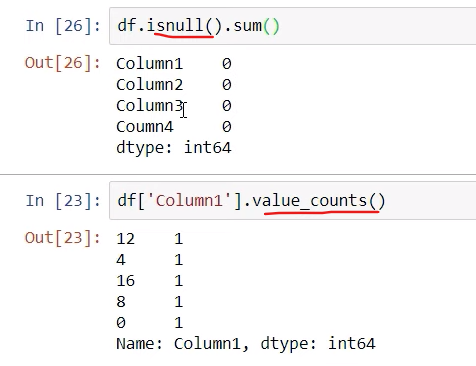 In [26]: df.isnull().sum()
Out[26]: Column1    0
Column2    0
Column3    0
Coumn4     0
dtype: int64
In [23]: df['Column1'].value_counts()
Out[23]: 12    1
4     1
16    1
8     1
0     1
Name: Column1, dtype: int64